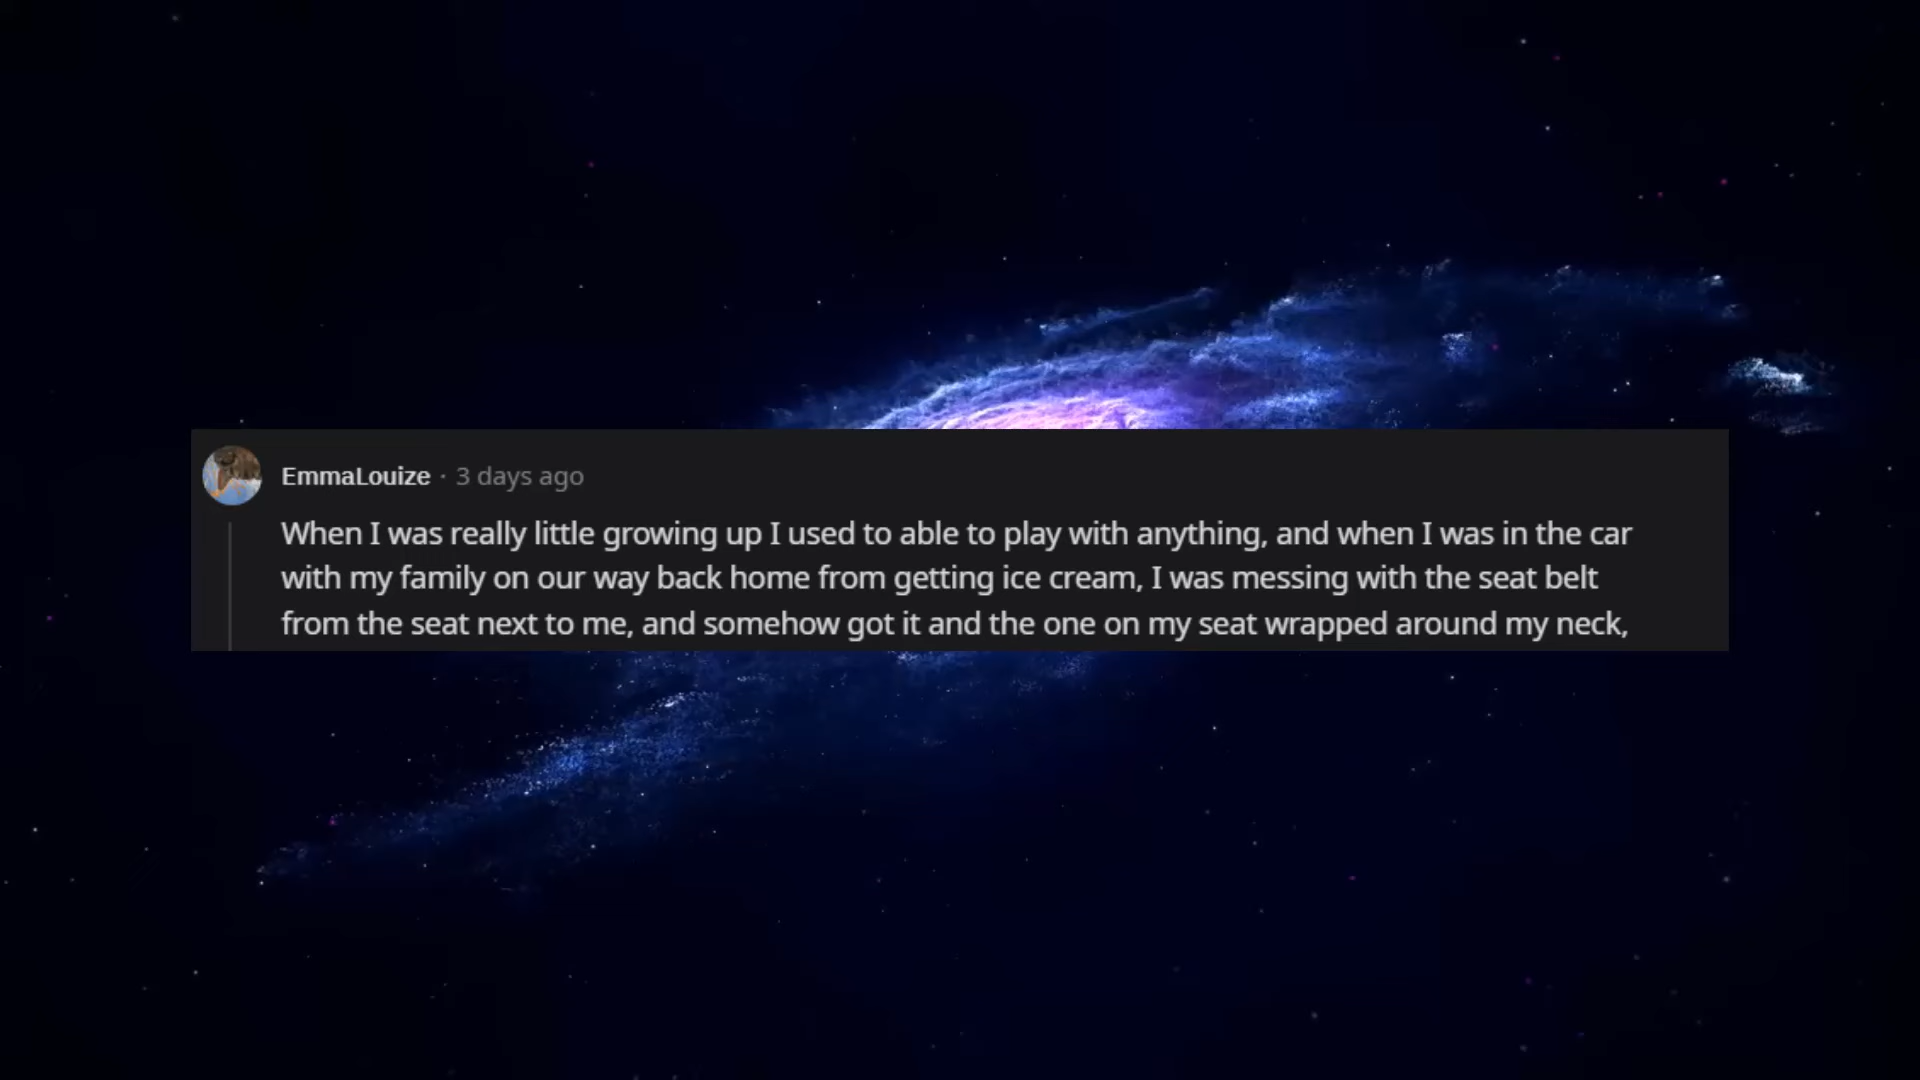 EmmaLouize · 3 days ago
When I was really little growing up I used to able to play with anything, and when I was in the car
with my family on our way back home from getting ice cream, I was messing with the seat belt
from the seat next to me, and somehow got it and the one on my seat wrapped around my neck,